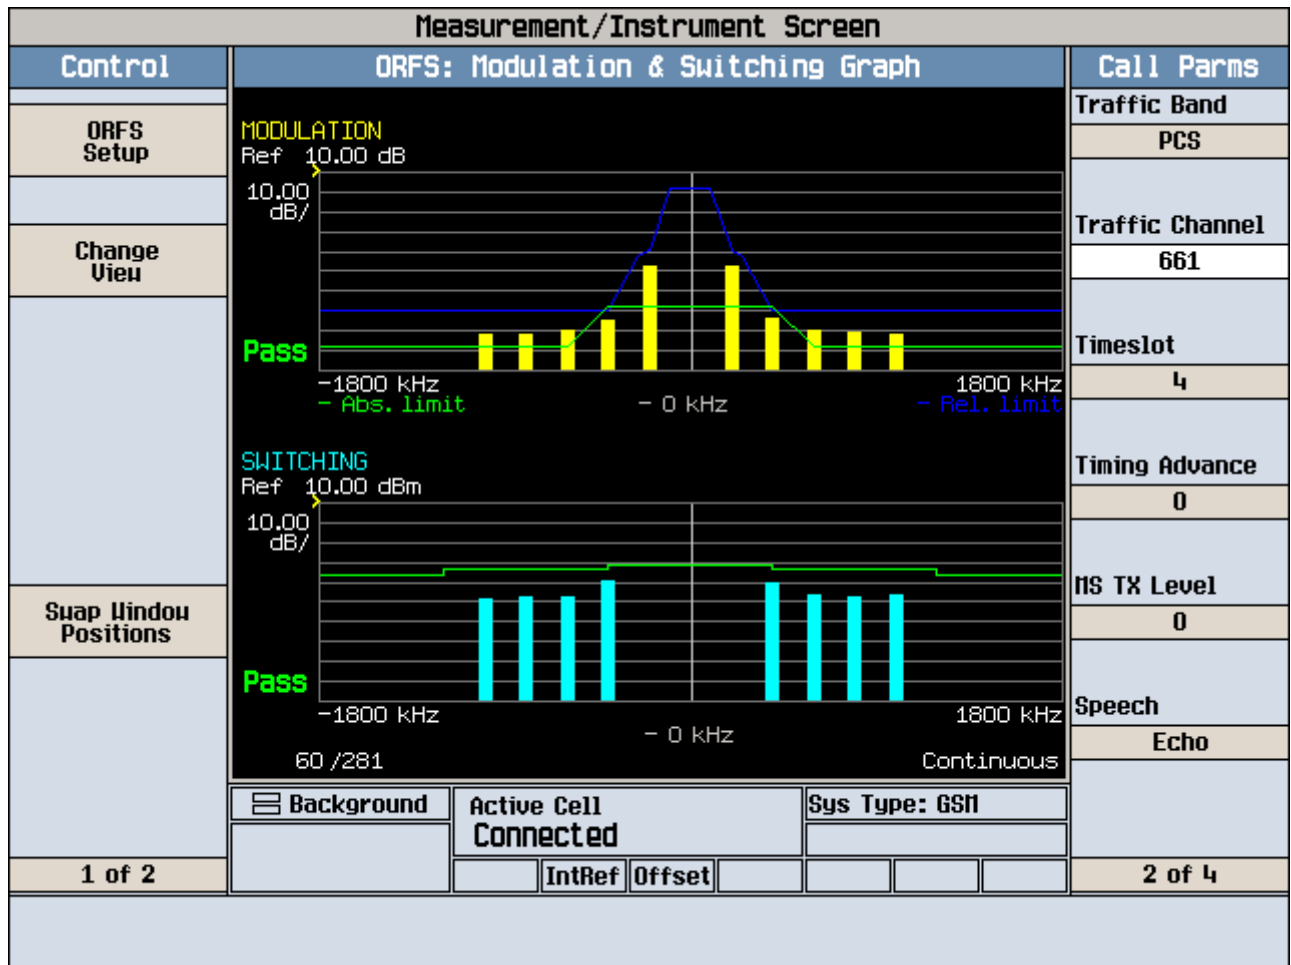 Measurement/Instrument Screen
Control
ORFS: Modulation & Switching Graph
Call Parms
ORFS
Setup
Change
View
Swap Window
Positions
1 of 2
MODULATION
Ref 10.00 dB
10.00
dB/
Pass
-1800 kHz
1800 kHz
- Abs. limit
- 0 kHz
- Rel. limit
SWITCHING
Ref 10.00 dBm
10.00
dB/
Pass
-1800 kHz
1800 kHz
- 0 kHz
60 /281
Continuous
Background
Active Cell
Connected
Sys Type: GSM
IntRef
Offset
Traffic Band
PCS
Traffic Channel
661
Timeslot
4
Timing Advance
0
MS TX Level
0
Speech
Echo
2 of 4